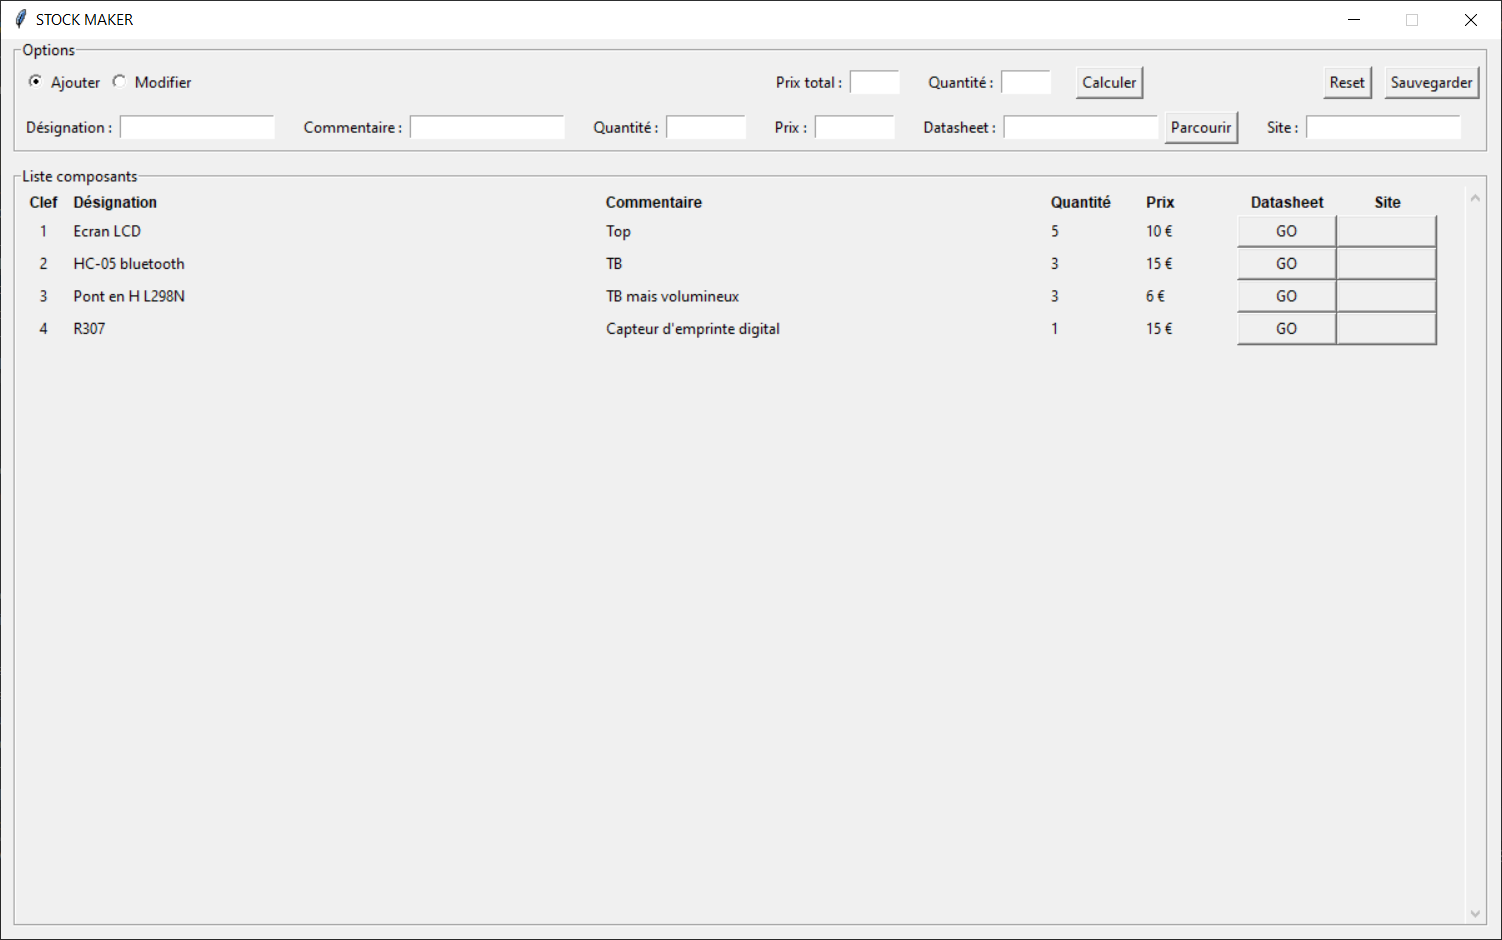 STOCK MAKER
Options
Ajouter Modifier Prix total : Quantité : Calculer Reset Sauvegarder
Désignation : Commentaire : Quantité : Prix : Datasheet : Parcourir Site :
Liste composants
Clef Désignation Commentaire Quantité Prix Datasheet Site
1 Ecran LCD Top 5 10 € GO
2 HC-05 bluetooth TB 3 15 € GO
3 Pont en H L298N TB mais volumineux 3 6 € GO
4 R307 Capteur d'emprinte digital 1 15 € GO